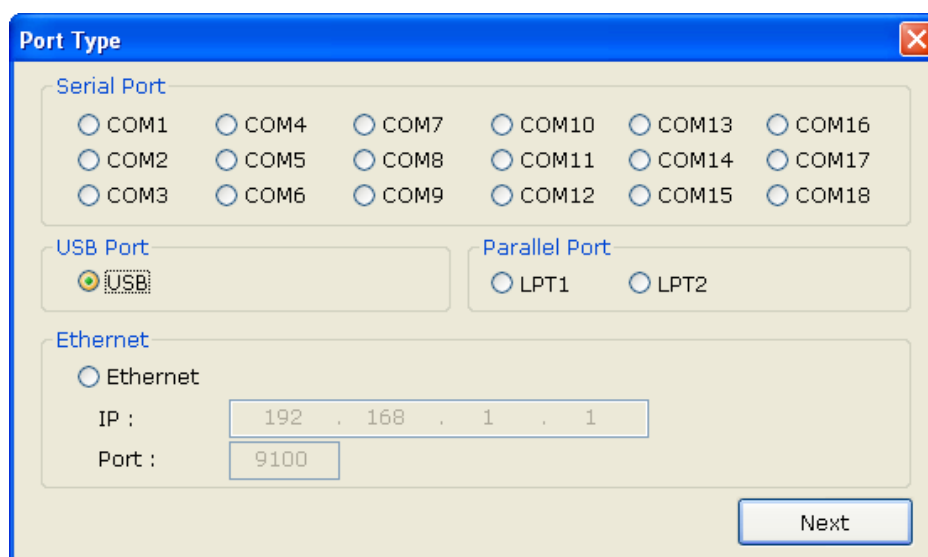 Port Type
Serial Port
COM1 COM4 COM7 COM10 COM13 COM16
COM2 COM5 COM8 COM11 COM14 COM17
COM3 COM6 COM9 COM12 COM15 COM18
USB Port
USB
Parallel Port
LPT1 LPT2
Ethernet
Ethernet
IP : 192 . 168 . 1 . 1
Port : 9100
Next